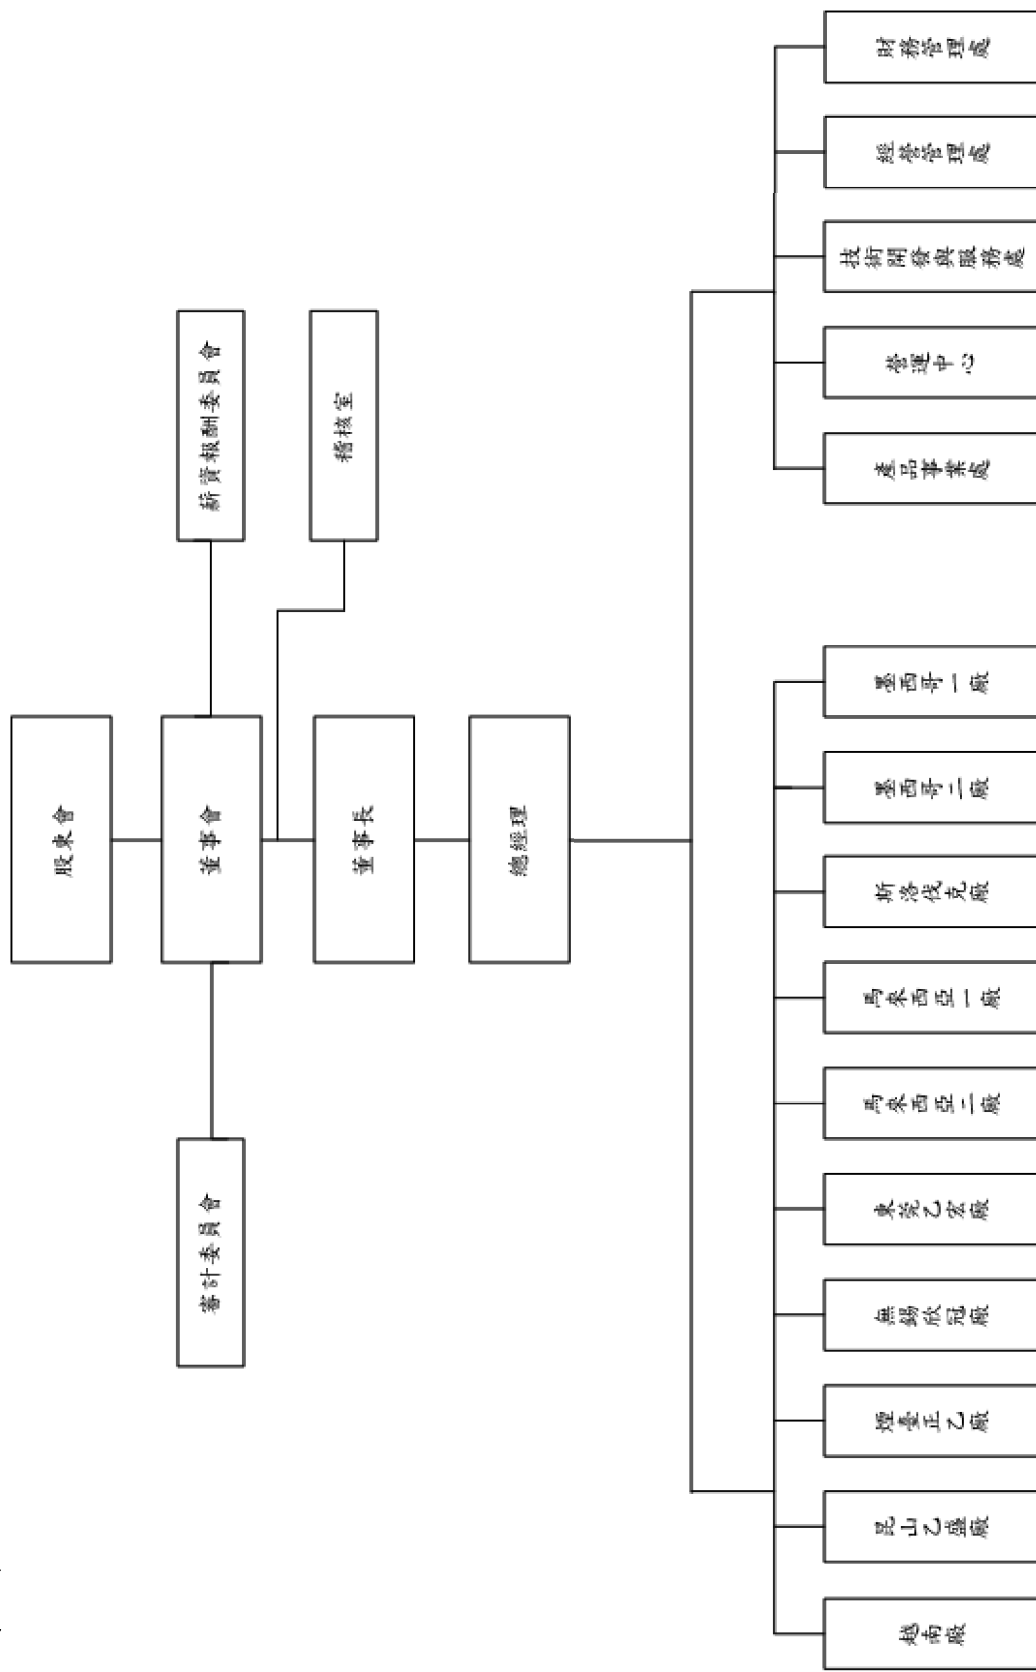 股東會
審計委員會
董事會
薪資報酬委員會
稽核室
董事長
總經理
越南廠
昆山乙盛廠
煙臺正乙廠
無錫欣冠廠
東莞乙宏廠
馬來西亞二廠
馬來西亞一廠
斯洛伐克廠
墨西哥二廠
墨西哥一廠
產品事業處
營運中心
技術開發與服務處
經營管理處
財務管理處